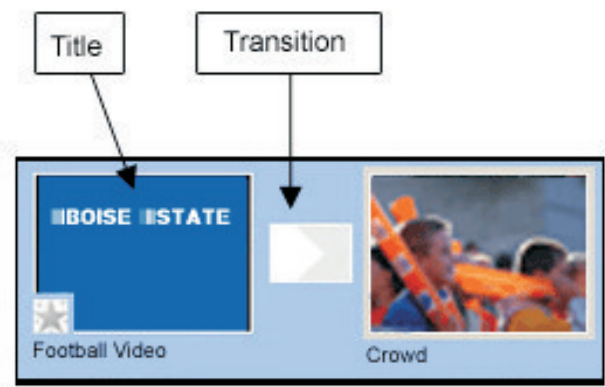 Title
Transition
BOISE STATE
Football Video
Crowd